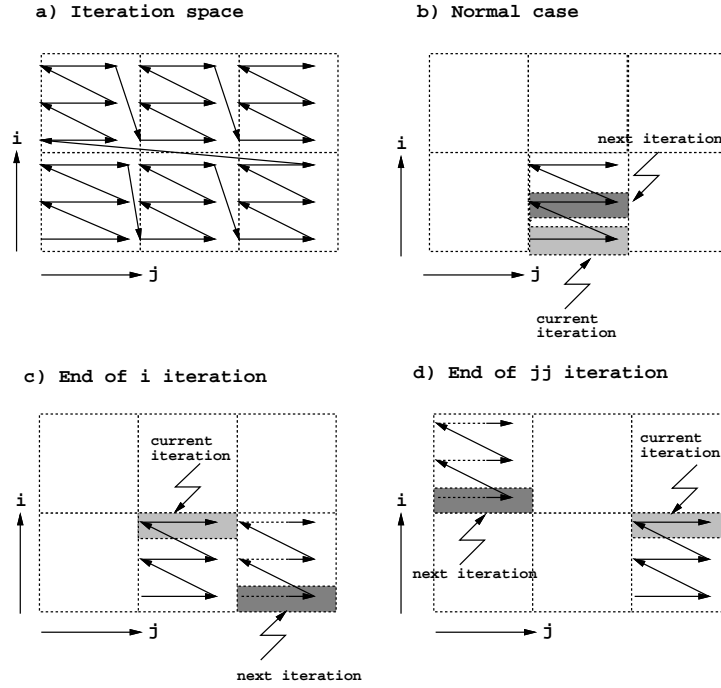 a) Iteration space
i
j
b) Normal case
next iteration
i
j
current
iteration
c) End of i iteration
current
iteration
i
j
next iteration
d) End of jj iteration
current
iteration
i
next iteration
j